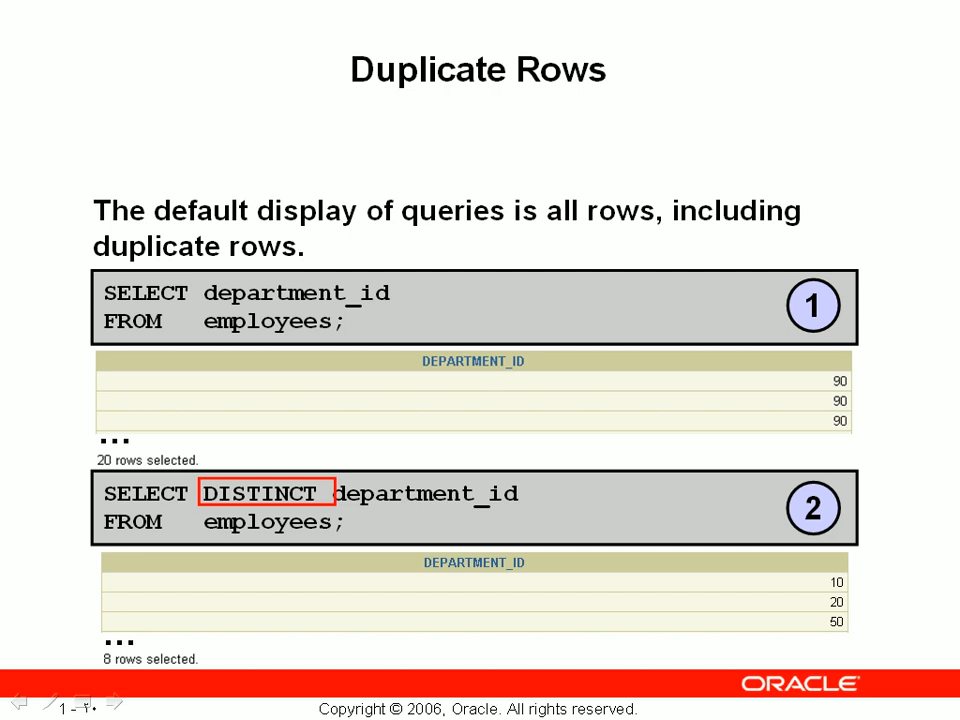 Duplicate Rows
The default display of queries is all rows, including
duplicate rows.
SELECT department_id
FROM employees;
1
DEPARTMENT_ID
90
90
90
...
20 rows selected.
SELECT DISTINCT department_id
FROM employees;
2
DEPARTMENT_ID
10
20
50
...
8 rows selected.
ORACLE
1 - ٢٠
Copyright © 2006, Oracle. All rights reserved.